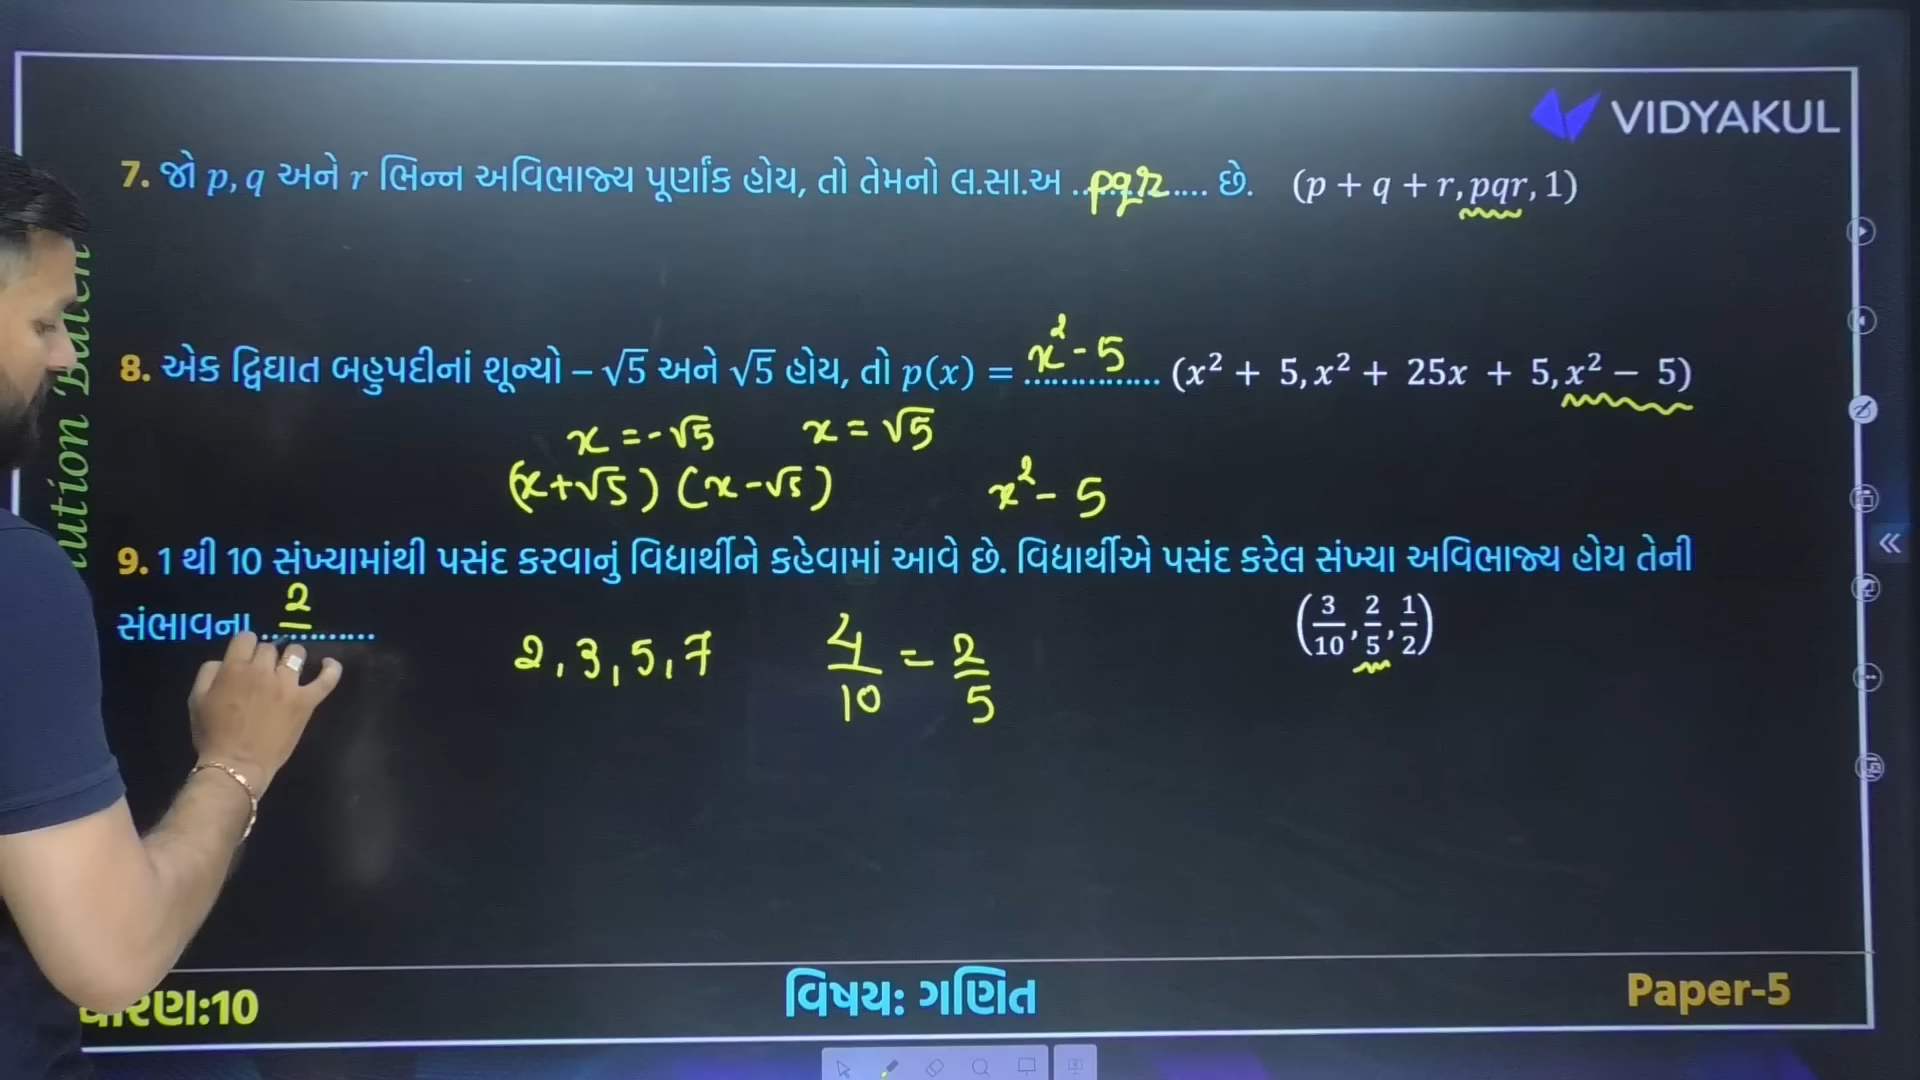 VIDYAKUL
7. જો p, q અને r ભિન્ન અવિભાજ્ય પૂર્ણાંક હોય, તો તેમનો લ.સા.અ ..pqr.... છે. (p + q + r, pqr, 1)
8. એક દ્વિઘાત બહુપદીનાં શૂન્યો – √5 અને √5 હોય, તો p(x) = x² - 5 (x² + 5, x² + 25x + 5, x² – 5)
x = -√5 x = √5
(x+√5) (x-√5) x² - 5
9. 1 થી 10 સંખ્યામાંથી પસંદ કરવાનું વિદ્યાર્થીને કહેવામાં આવે છે. વિદ્યાર્થીએ પસંદ કરેલ સંખ્યા અવિભાજ્ય હોય તેની
સંભાવના ............ 2 (3/10, 2/5, 1/2)
2, 3, 5, 7 4/10 = 2/5
ution Batch
ધોરણ:10
વિષય: ગણિત
Paper-5